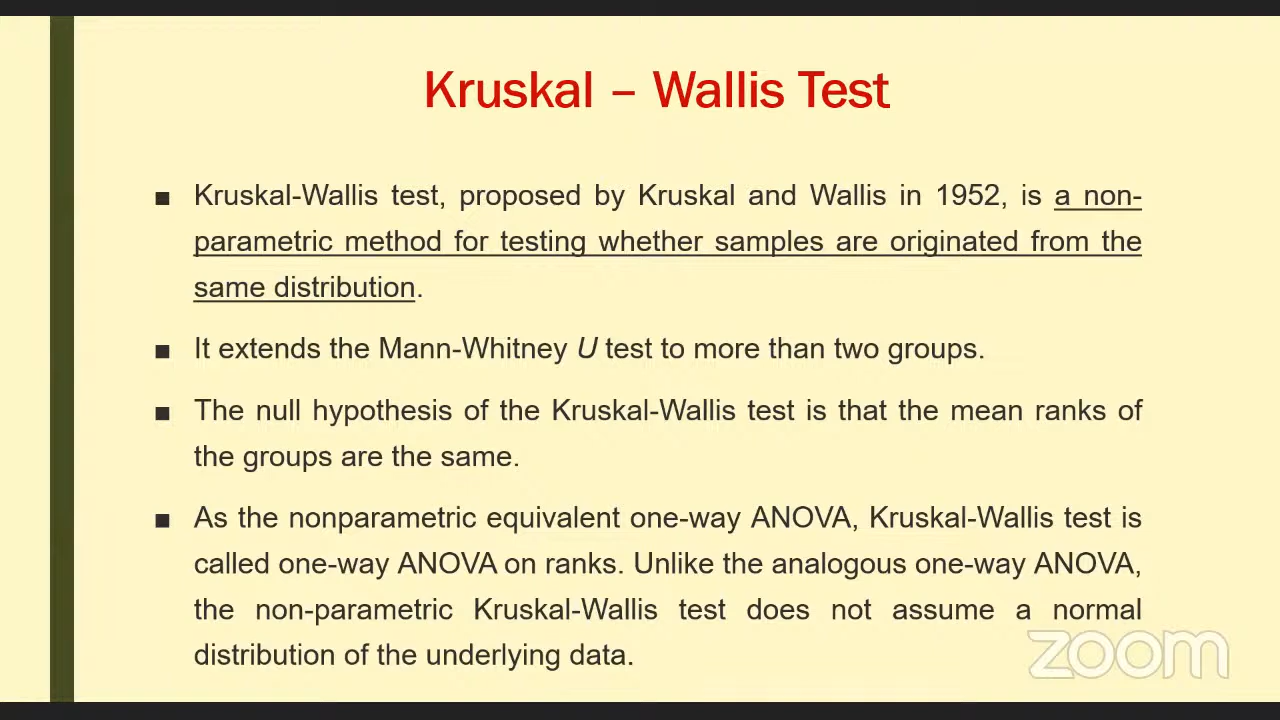 Kruskal – Wallis Test
■ Kruskal-Wallis test, proposed by Kruskal and Wallis in 1952, is a non-
parametric method for testing whether samples are originated from the
same distribution.
■ It extends the Mann-Whitney U test to more than two groups.
■ The null hypothesis of the Kruskal-Wallis test is that the mean ranks of
the groups are the same.
■ As the nonparametric equivalent one-way ANOVA, Kruskal-Wallis test is
called one-way ANOVA on ranks. Unlike the analogous one-way ANOVA,
the non-parametric Kruskal-Wallis test does not assume a normal
distribution of the underlying data.
zoom